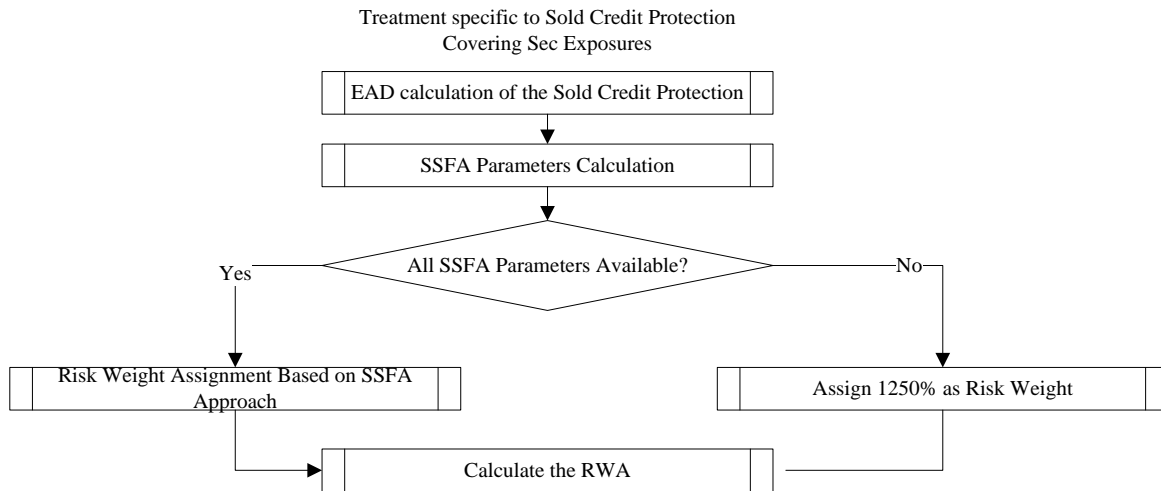 Treatment specific to Sold Credit Protection
Covering Sec Exposures
EAD calculation of the Sold Credit Protection
SSFA Parameters Calculation
All SSFA Parameters Available?
Yes
No
Risk Weight Assignment Based on SSFA
Approach
Assign 1250% as Risk Weight
Calculate the RWA